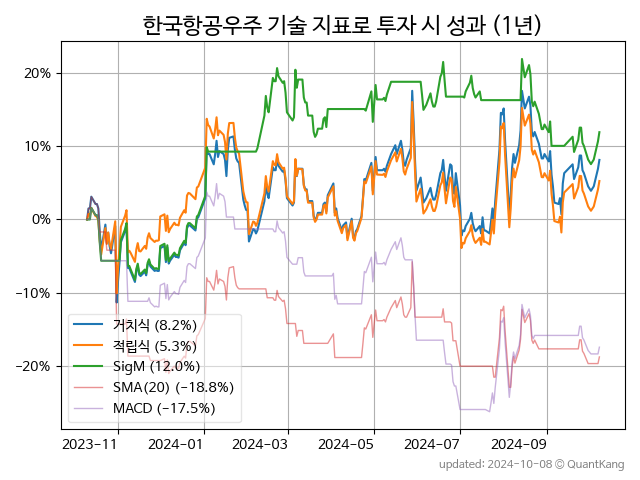 한국항공우주 기술 지표로 투자 시 성과 (1년)
20%
10%
0%
−10%
−20%
거치식 (8.2%)
적립식 (5.3%)
SigM (12.0%)
SMA(20) (−18.8%)
MACD (−17.5%)
2023-11 2024-01 2024-03 2024-05 2024-07 2024-09
updated: 2024-10-08 © QuantKang